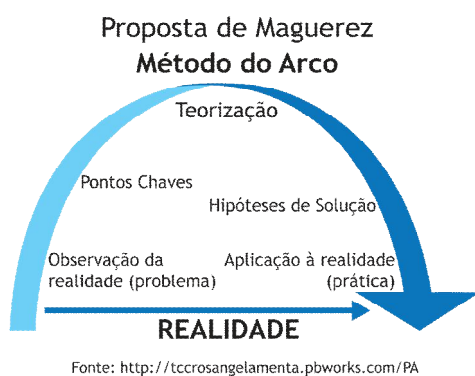 Proposta de Maguerez
Método do Arco
Teorização
Pontos Chaves
Hipóteses de Solução
Observação da
realidade (problema)
Aplicação à realidade
(prática)
REALIDADE
Fonte: http://tccrosangelamenta.pbworks.com/PA